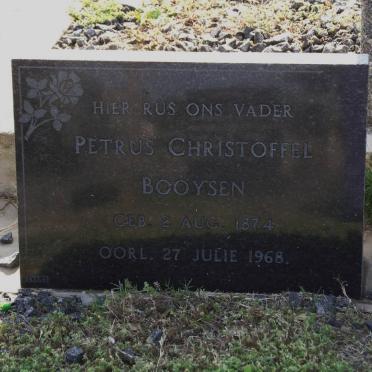 HIER RUS ONS VADER
PETRUS CHRISTOFFEL
BOOYSEN
GEB. 2 AUG. 1874.
OORL. 27 JULIE 1968.